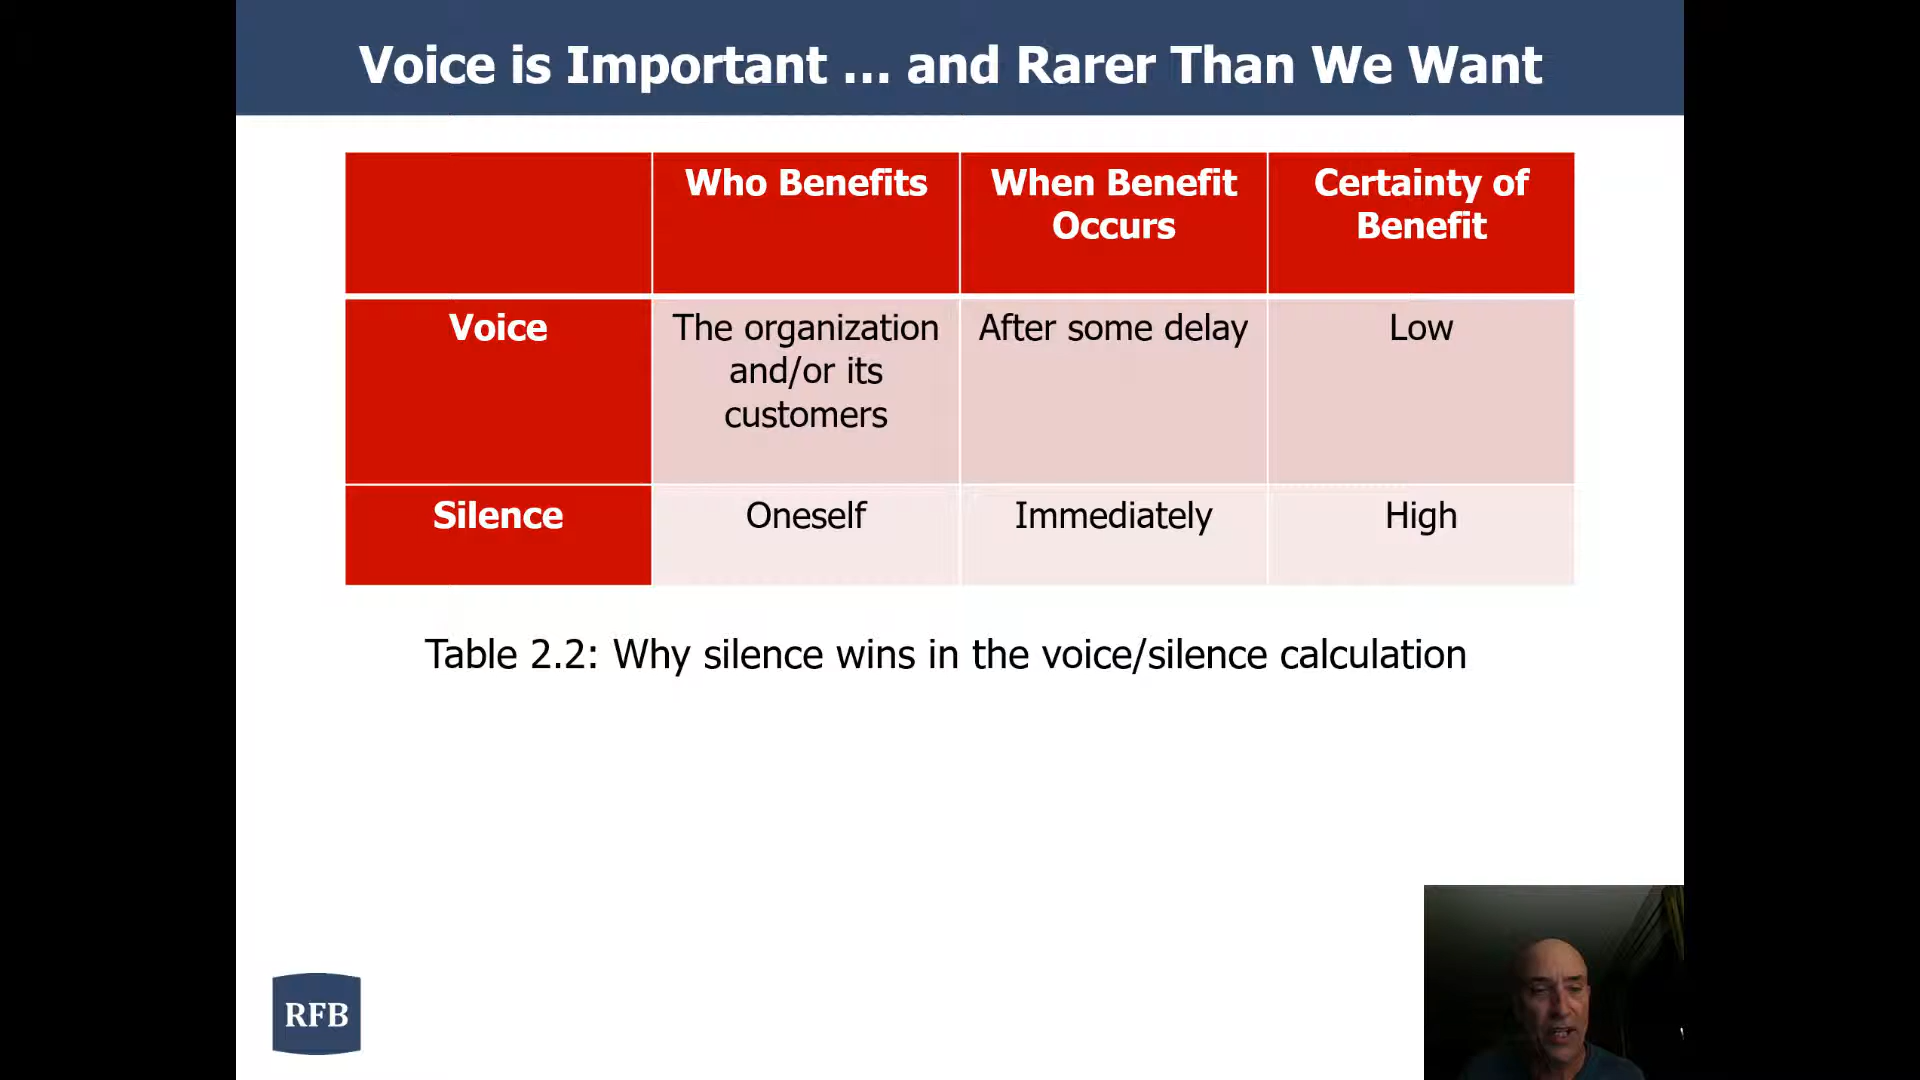 Voice is Important ... and Rarer Than We Want
Who Benefits
When Benefit
Occurs
Certainty of
Benefit
Voice
The organization
and/or its
customers
After some delay
Low
Silence
Oneself
Immediately
High
Table 2.2: Why silence wins in the voice/silence calculation
RFB